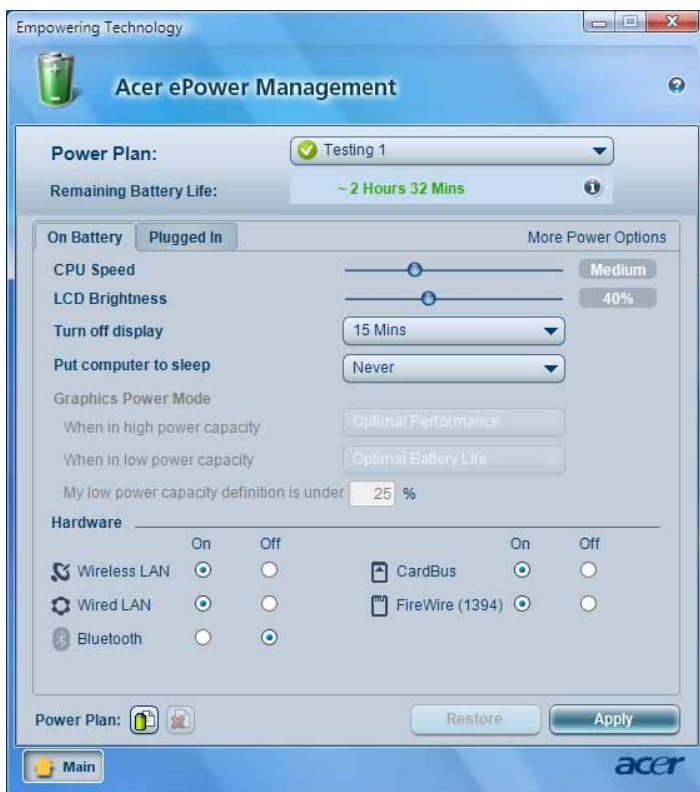 Empowering Technology
Acer ePower Management
Power Plan: Testing 1
Remaining Battery Life: ~ 2 Hours 32 Mins
On Battery Plugged In More Power Options
CPU Speed Medium
LCD Brightness 40%
Turn off display 15 Mins
Put computer to sleep Never
Graphics Power Mode
When in high power capacity Optimal Performance
When in low power capacity Optimal Battery Life
My low power capacity definition is under 25 %
Hardware
On Off On Off
Wireless LAN CardBus
Wired LAN FireWire (1394)
Bluetooth
Power Plan: Restore Apply
Main acer